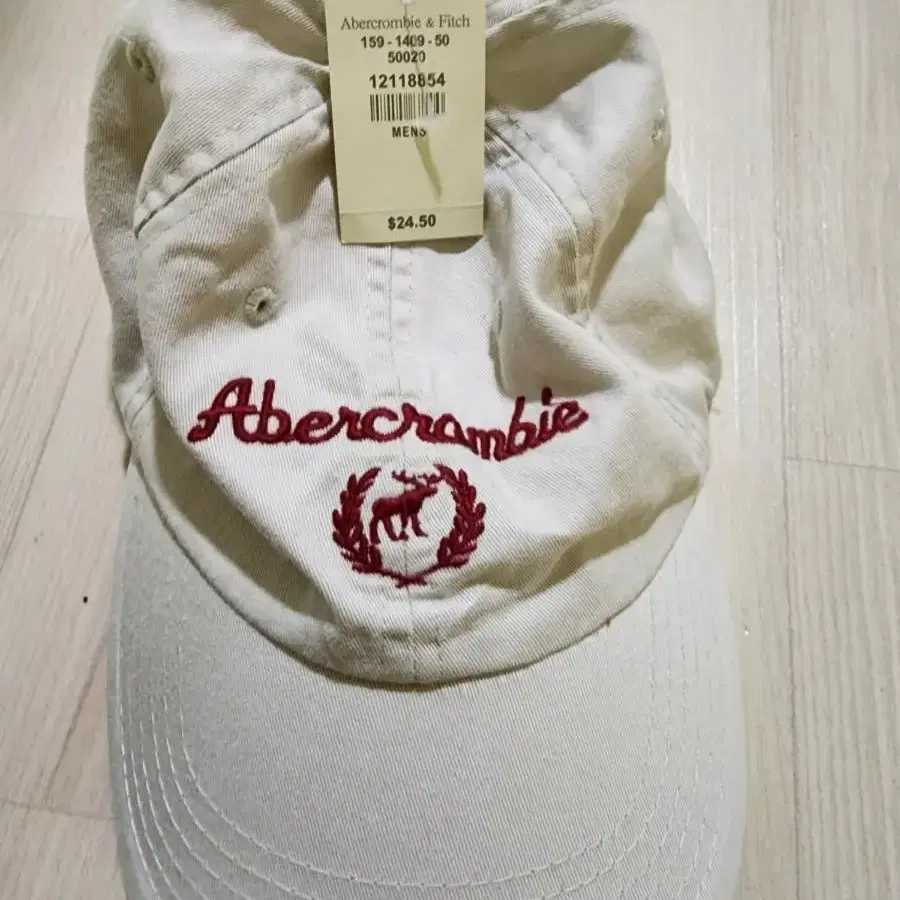 Abercrombie & Fitch
159-1409-50
50020
12118854
MENS
$24.50
Abercrombie